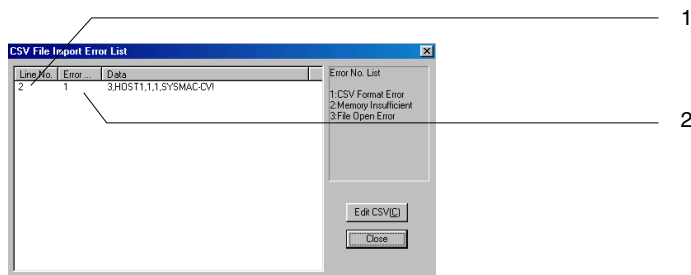 1
CSV File Import Error List
Line No. Error ... Data
2 1 3,HOST1,1,1,SYSMAC-CV!
Error No. List
1:CSV Format Error
2:Memory Insufficient
3:File Open Error
2
Edit CSV(C)
Close